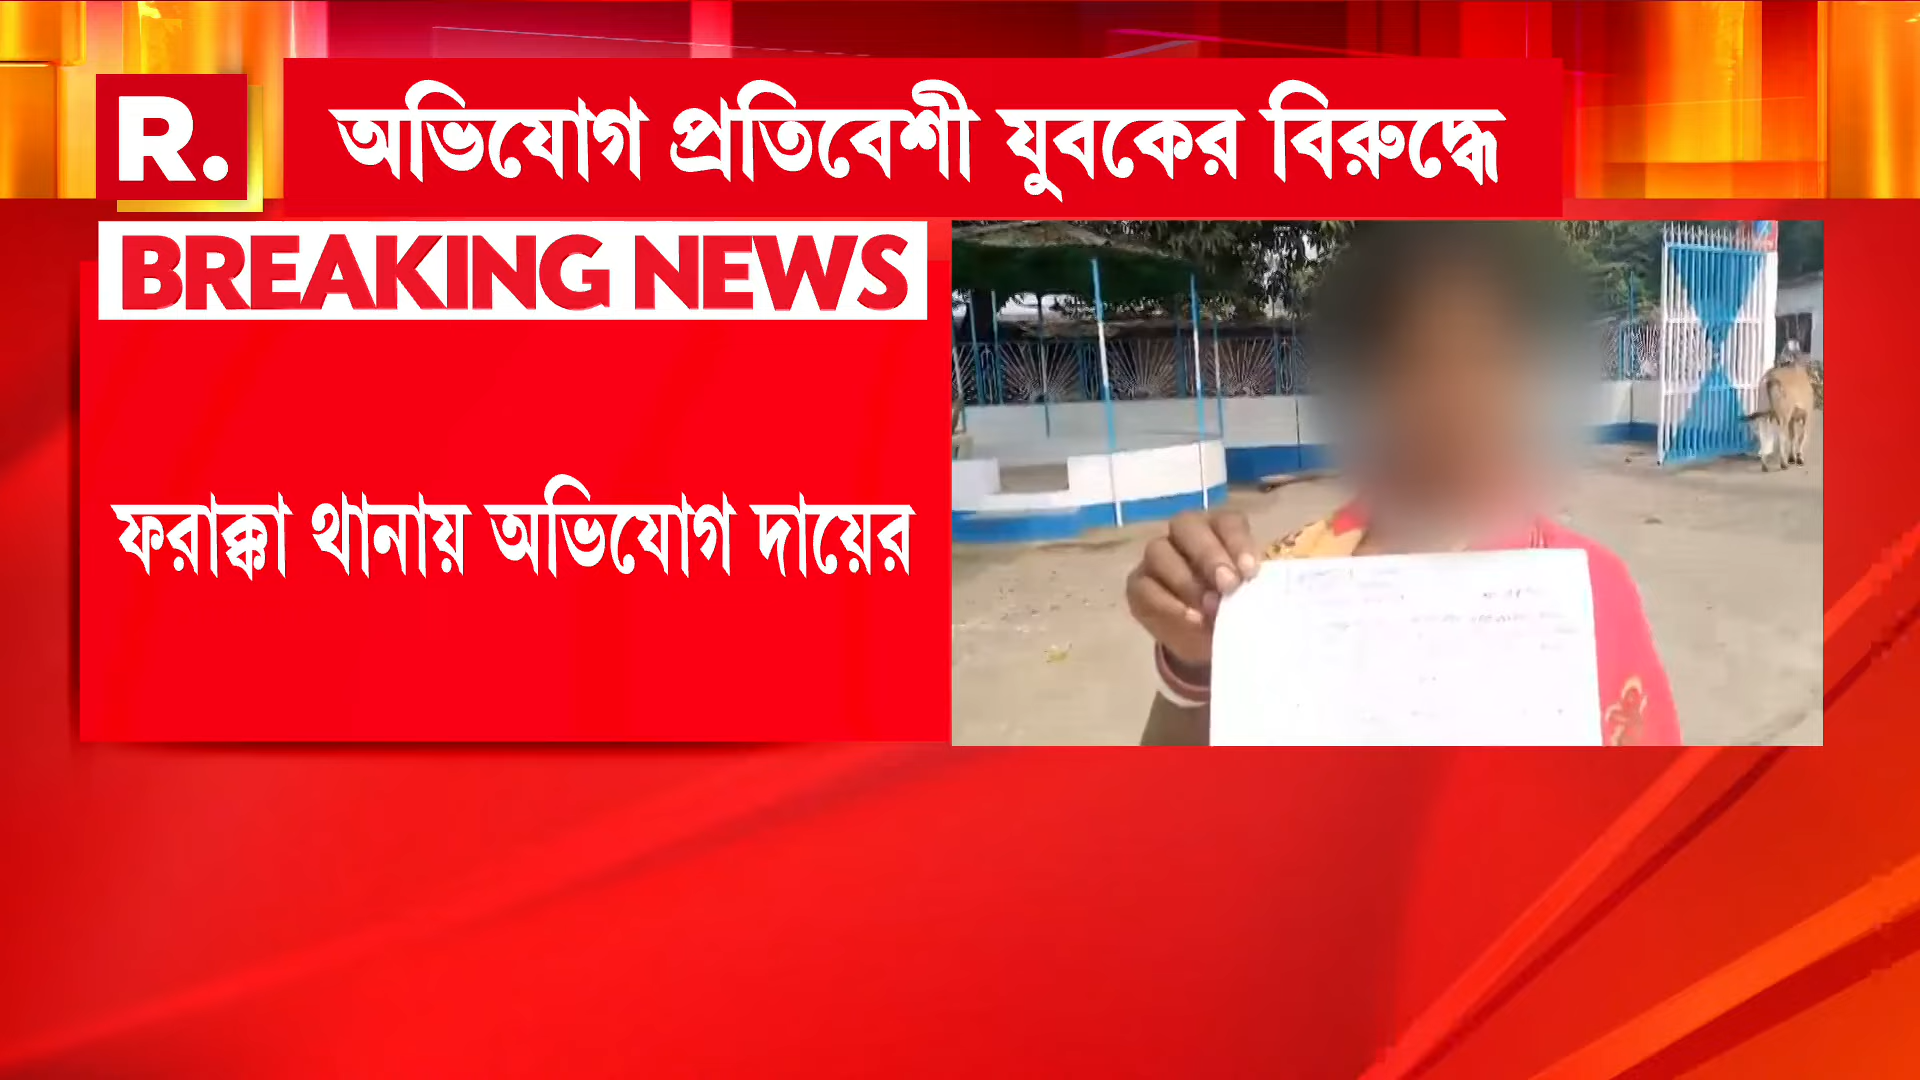 R.
অভিযোগ প্রতিবেশী যুবকের বিরুদ্ধে
BREAKING NEWS
ফরাক্কা থানায় অভিযোগ দায়ের